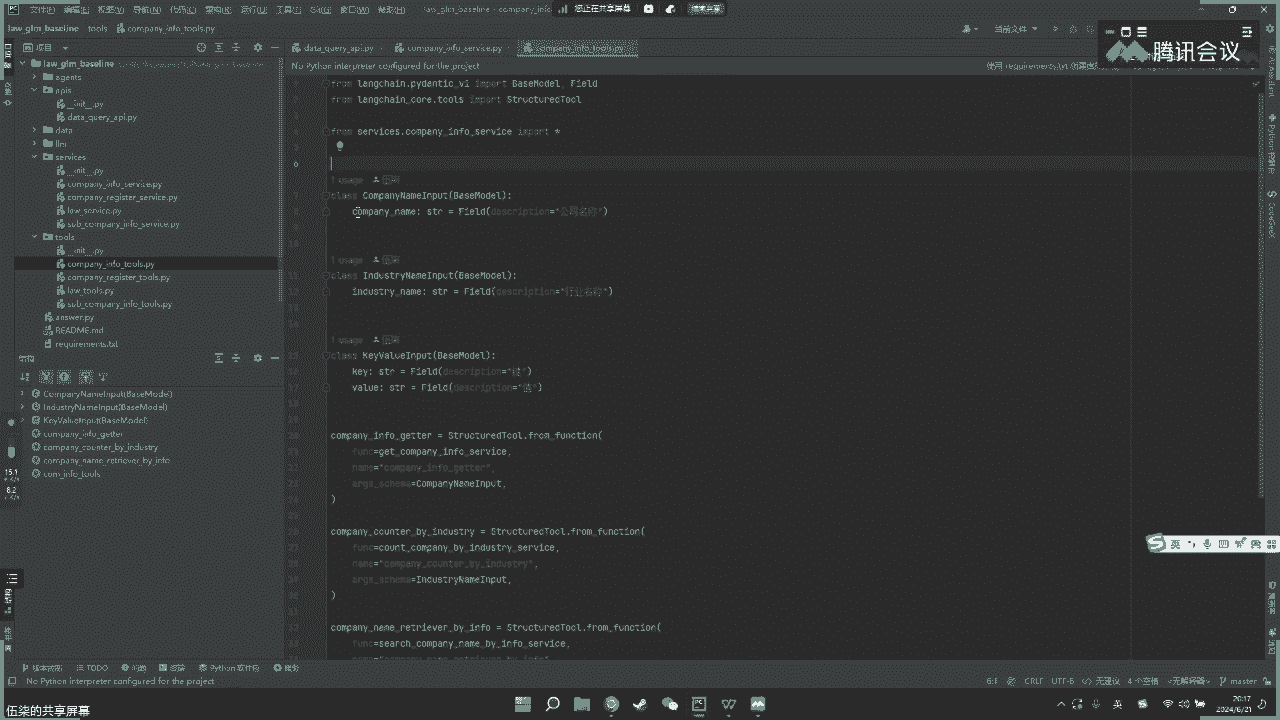 文件(F) 编辑(E) 视图(V) 导航(N) 代码(C) 重构(R) 运行(U) 工具(T) Git(G) 窗口(W) 帮助(H)
您正在共享屏幕
law_glm_baseline tools company_info_tools.py
当前文件
腾讯会议
项目
data_query_api.py company_info_service.py company_info_tools.py
No Python interpreter configured for the project
law_glm_baseline
agents
apis
__init__.py
data_query_api.py
data
llm
services
__init__.py
company_info_service.py
company_register_service.py
law_service.py
sub_company_info_service.py
tools
__init__.py
company_info_tools.py
company_register_tools.py
law_tools.py
sub_company_info_tools.py
answer.py
README.md
requirements.txt
结构
CompanyNameInput(BaseModel)
IndustryNameInput(BaseModel)
KeyValueInput(BaseModel)
company_info_getter
company_counter_by_industry
company_name_retriever_by_info
com_info_tools
from langchain.pydantic_v1 import BaseModel, Field
from langchain_core.tools import StructuredTool
from services.company_info_service import *
1 usage
class CompanyNameInput(BaseModel):
company_name: str = Field(description="公司名称")
1 usage
class IndustryNameInput(BaseModel):
industry_name: str = Field(description="行业名称")
1 usage
class KeyValueInput(BaseModel):
key: str = Field(description="键")
value: str = Field(description="值")
company_info_getter = StructuredTool.from_function(
func=get_company_info_service,
name="company_info_getter",
args_schema=CompanyNameInput,
)
company_counter_by_industry = StructuredTool.from_function(
func=count_company_by_industry_service,
name="company_counter_by_industry",
args_schema=IndustryNameInput,
)
company_name_retriever_by_info = StructuredTool.from_function(
func=search_company_name_by_info_service,
name="company_name_retriever_by_info",
版本控制 TODO 问题 终端 Python 软件包 服务
No Python interpreter configured for the project
6:1 CRLF UTF-8 无建议 4 个空格 <无解释器> master
英
20:17
2024/6/21
伍柒的共享屏幕